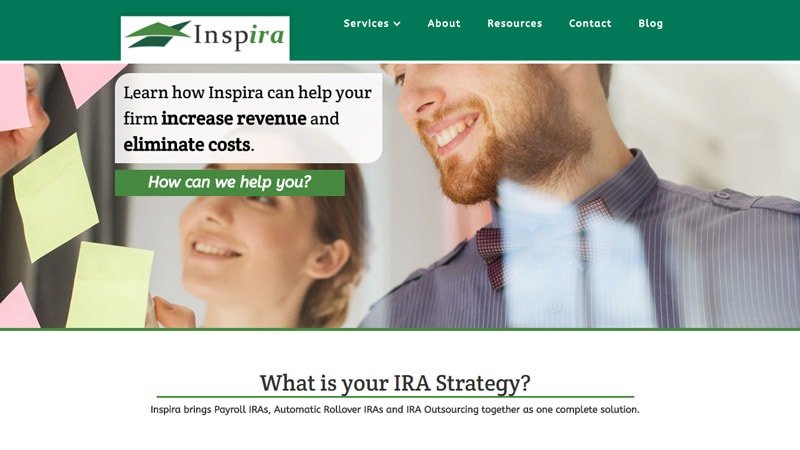 Inspira
Services
About
Resources
Contact
Blog
Learn how Inspira can help your
firm increase revenue and
eliminate costs.
How can we help you?
What is your IRA Strategy?
Inspira brings Payroll IRAs, Automatic Rollover IRAs and IRA Outsourcing together as one complete solution.